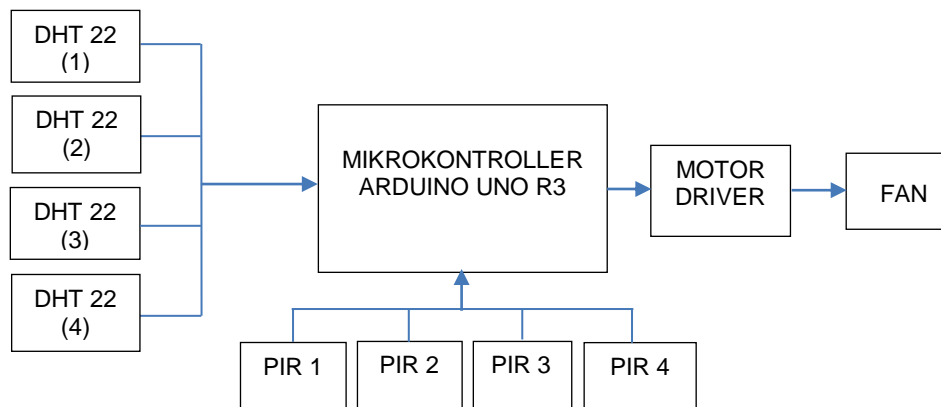 DHT 22
(1)
DHT 22
(2)
DHT 22
(3)
DHT 22
(4)
MIKROKONTROLLER
ARDUINO UNO R3
MOTOR
DRIVER
FAN
PIR 1
PIR 2
PIR 3
PIR 4